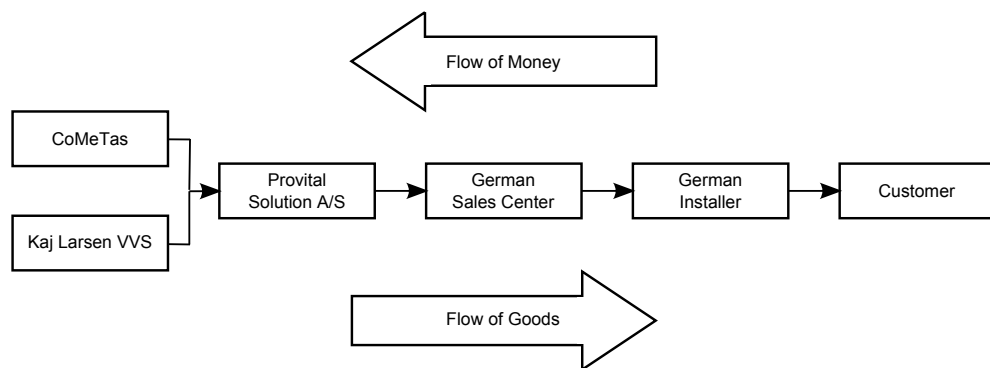 Flow of Money
CoMeTas
Kaj Larsen VVS
Provital
Solution A/S
German
Sales Center
German
Installer
Customer
Flow of Goods